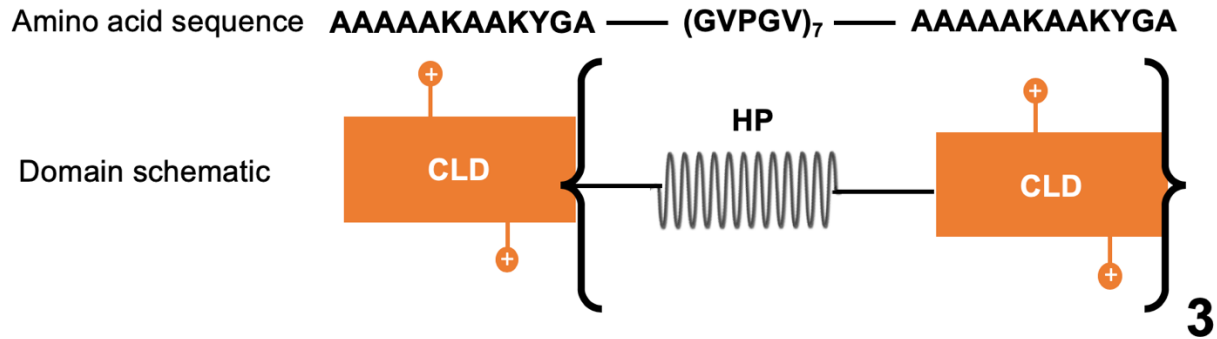 Amino acid sequence AAAAAKAAKYGA — (GVPGV)₇ — AAAAAKAAKYGA
+ +
HP
Domain schematic CLD CLD
+ +
3